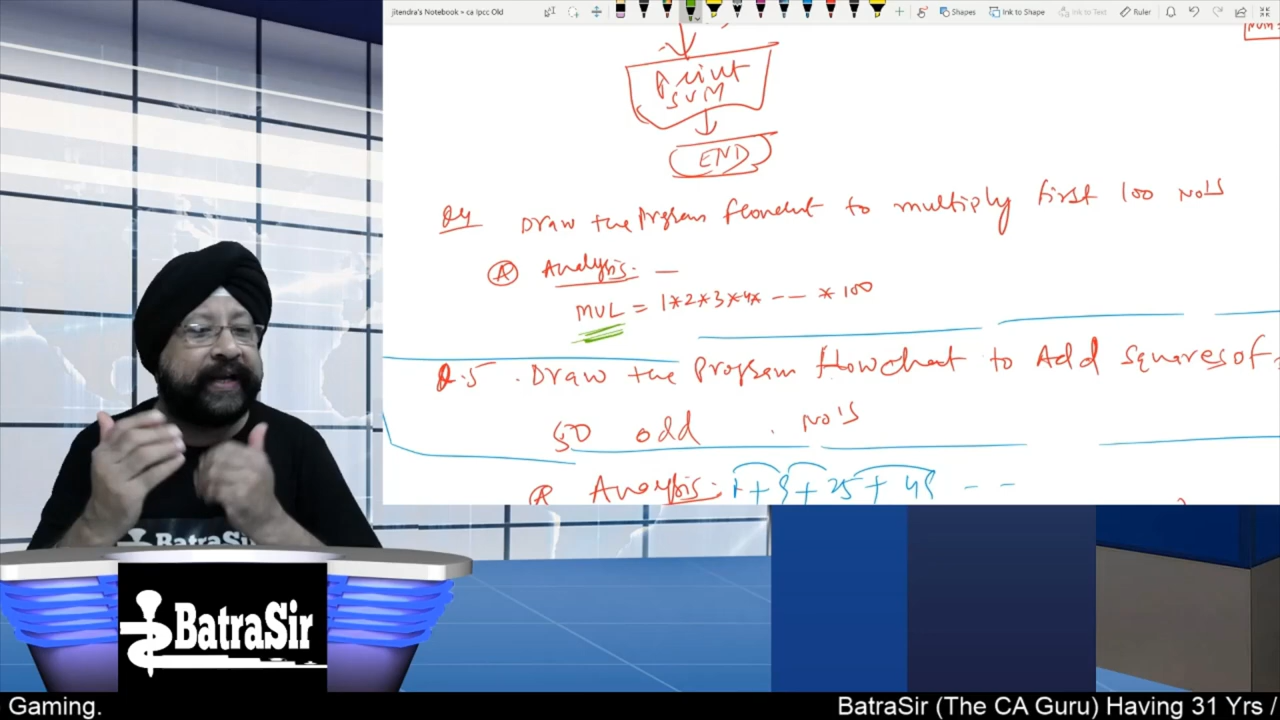 jitendra's Notebook > ca Ipcc Old
Shapes Ink to Shape Ink to Text Ruler
Print
SUM
END
Q4 Draw the Program flowchart to multiply first 100 No's
(A) Analysis. —
MUL = 1*2*3*4* -- — * 100
Q.5. Draw the Program flowchart to Add squares of
50 odd No's
A Analysis: 1 + 9 + 25 + 49 - -
BatraSir
BatraSir
Gaming. BatraSir (The CA Guru) Having 31 Yrs /